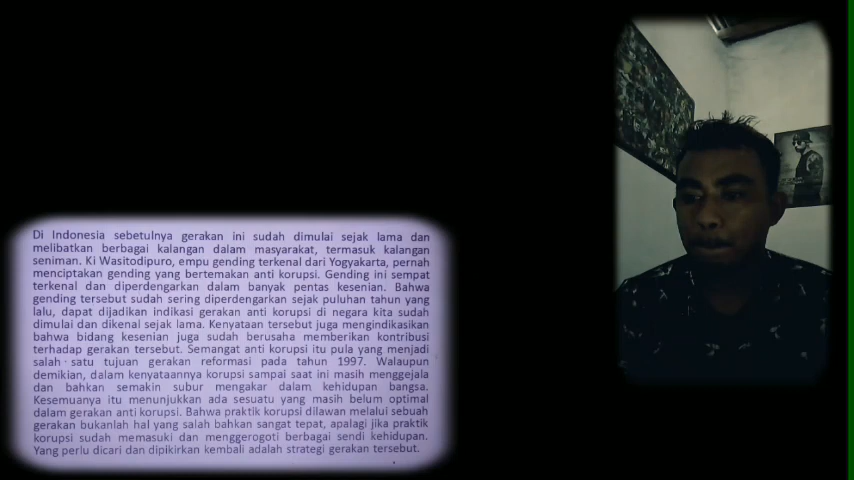 Di Indonesia sebetulnya gerakan ini sudah dimulai sejak lama dan
melibatkan berbagai kalangan dalam masyarakat, termasuk kalangan
seniman. Ki Wasitodipuro, empu gending terkenal dari Yogyakarta, pernah
menciptakan gending yang bertemakan anti korupsi. Gending ini sempat
terkenal dan diperdengarkan dalam banyak pentas kesenian. Bahwa
gending tersebut sudah sering diperdengarkan sejak puluhan tahun yang
lalu, dapat dijadikan indikasi gerakan anti korupsi di negara kita sudah
dimulai dan dikenal sejak lama. Kenyataan tersebut juga mengindikasikan
bahwa bidang kesenian juga sudah berusaha memberikan kontribusi
terhadap gerakan tersebut. Semangat anti korupsi itu pula yang menjadi
salah satu tujuan gerakan reformasi pada tahun 1997. Walaupun
demikian, dalam kenyataannya korupsi sampai saat ini masih menggejala
dan bahkan semakin subur mengakar dalam kehidupan bangsa.
Kesemuanya itu menunjukkan ada sesuatu yang masih belum optimal
dalam gerakan anti korupsi. Bahwa praktik korupsi dilawan melalui sebuah
gerakan bukanlah hal yang salah bahkan sangat tepat, apalagi jika praktik
korupsi sudah memasuki dan menggerogoti berbagai sendi kehidupan.
Yang perlu dicari dan dipikirkan kembali adalah strategi gerakan tersebut.